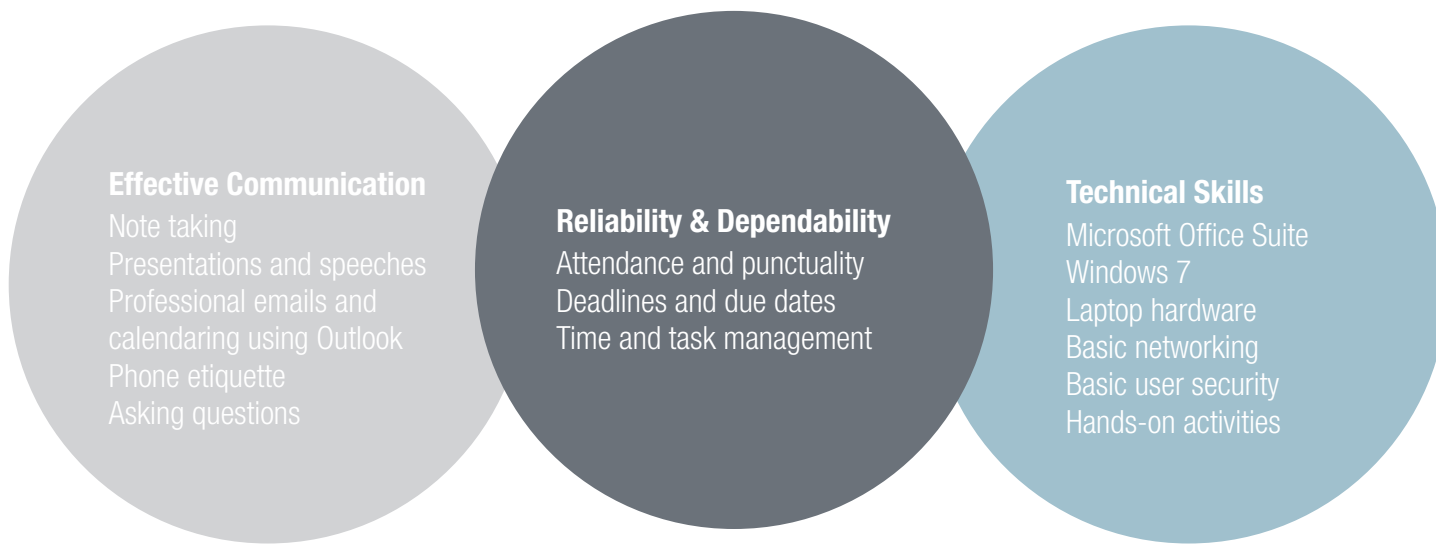 Effective Communication
Note taking
Presentations and speeches
Professional emails and
calendaring using Outlook
Phone etiquette
Asking questions
Reliability & Dependability
Attendance and punctuality
Deadlines and due dates
Time and task management
Technical Skills
Microsoft Office Suite
Windows 7
Laptop hardware
Basic networking
Basic user security
Hands-on activities